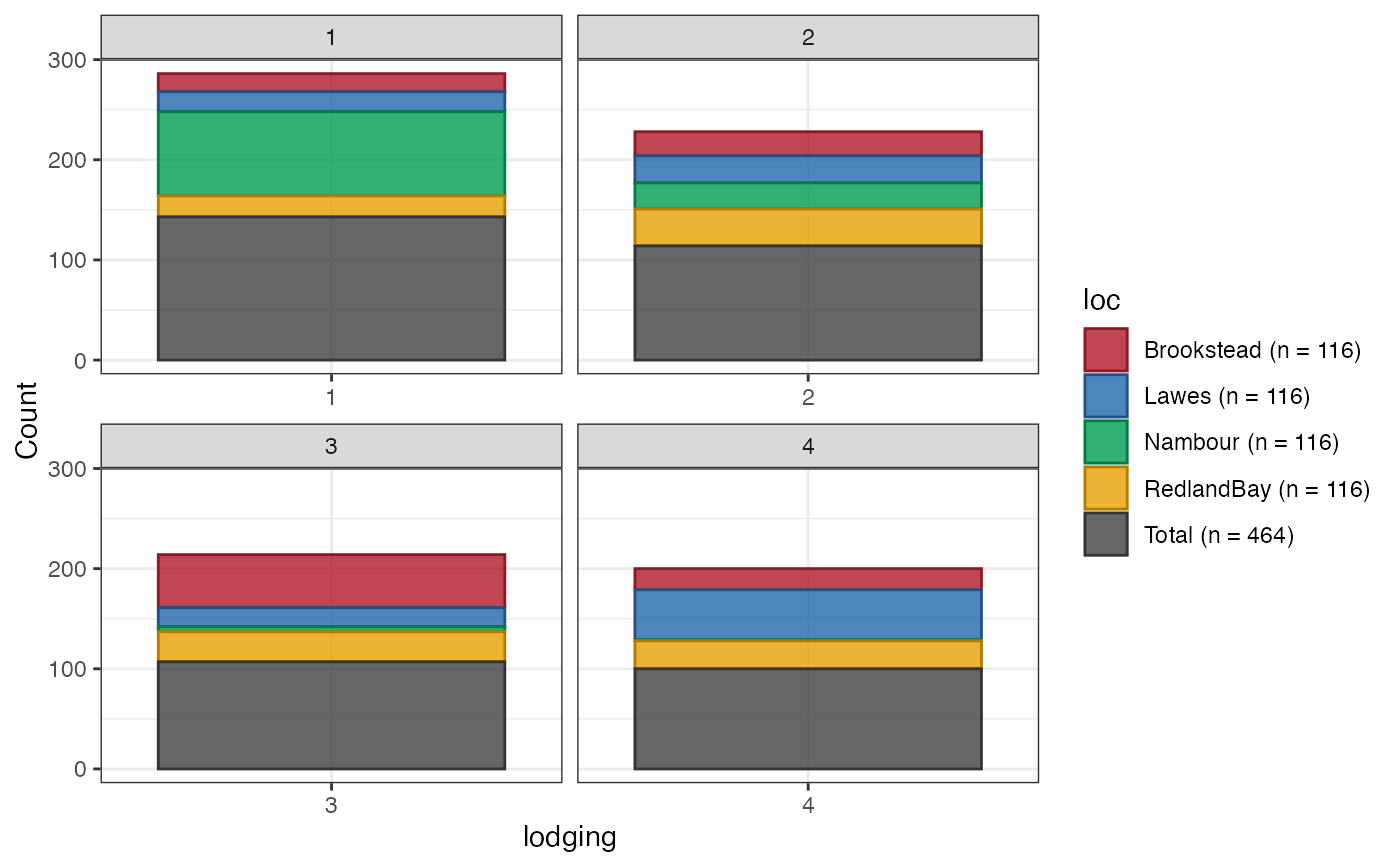 1
2
300
200
100
0
1
2
3
4
300
200
100
0
3
4
Count
lodging
loc
Brookstead (n = 116)
Lawes (n = 116)
Nambour (n = 116)
RedlandBay (n = 116)
Total (n = 464)